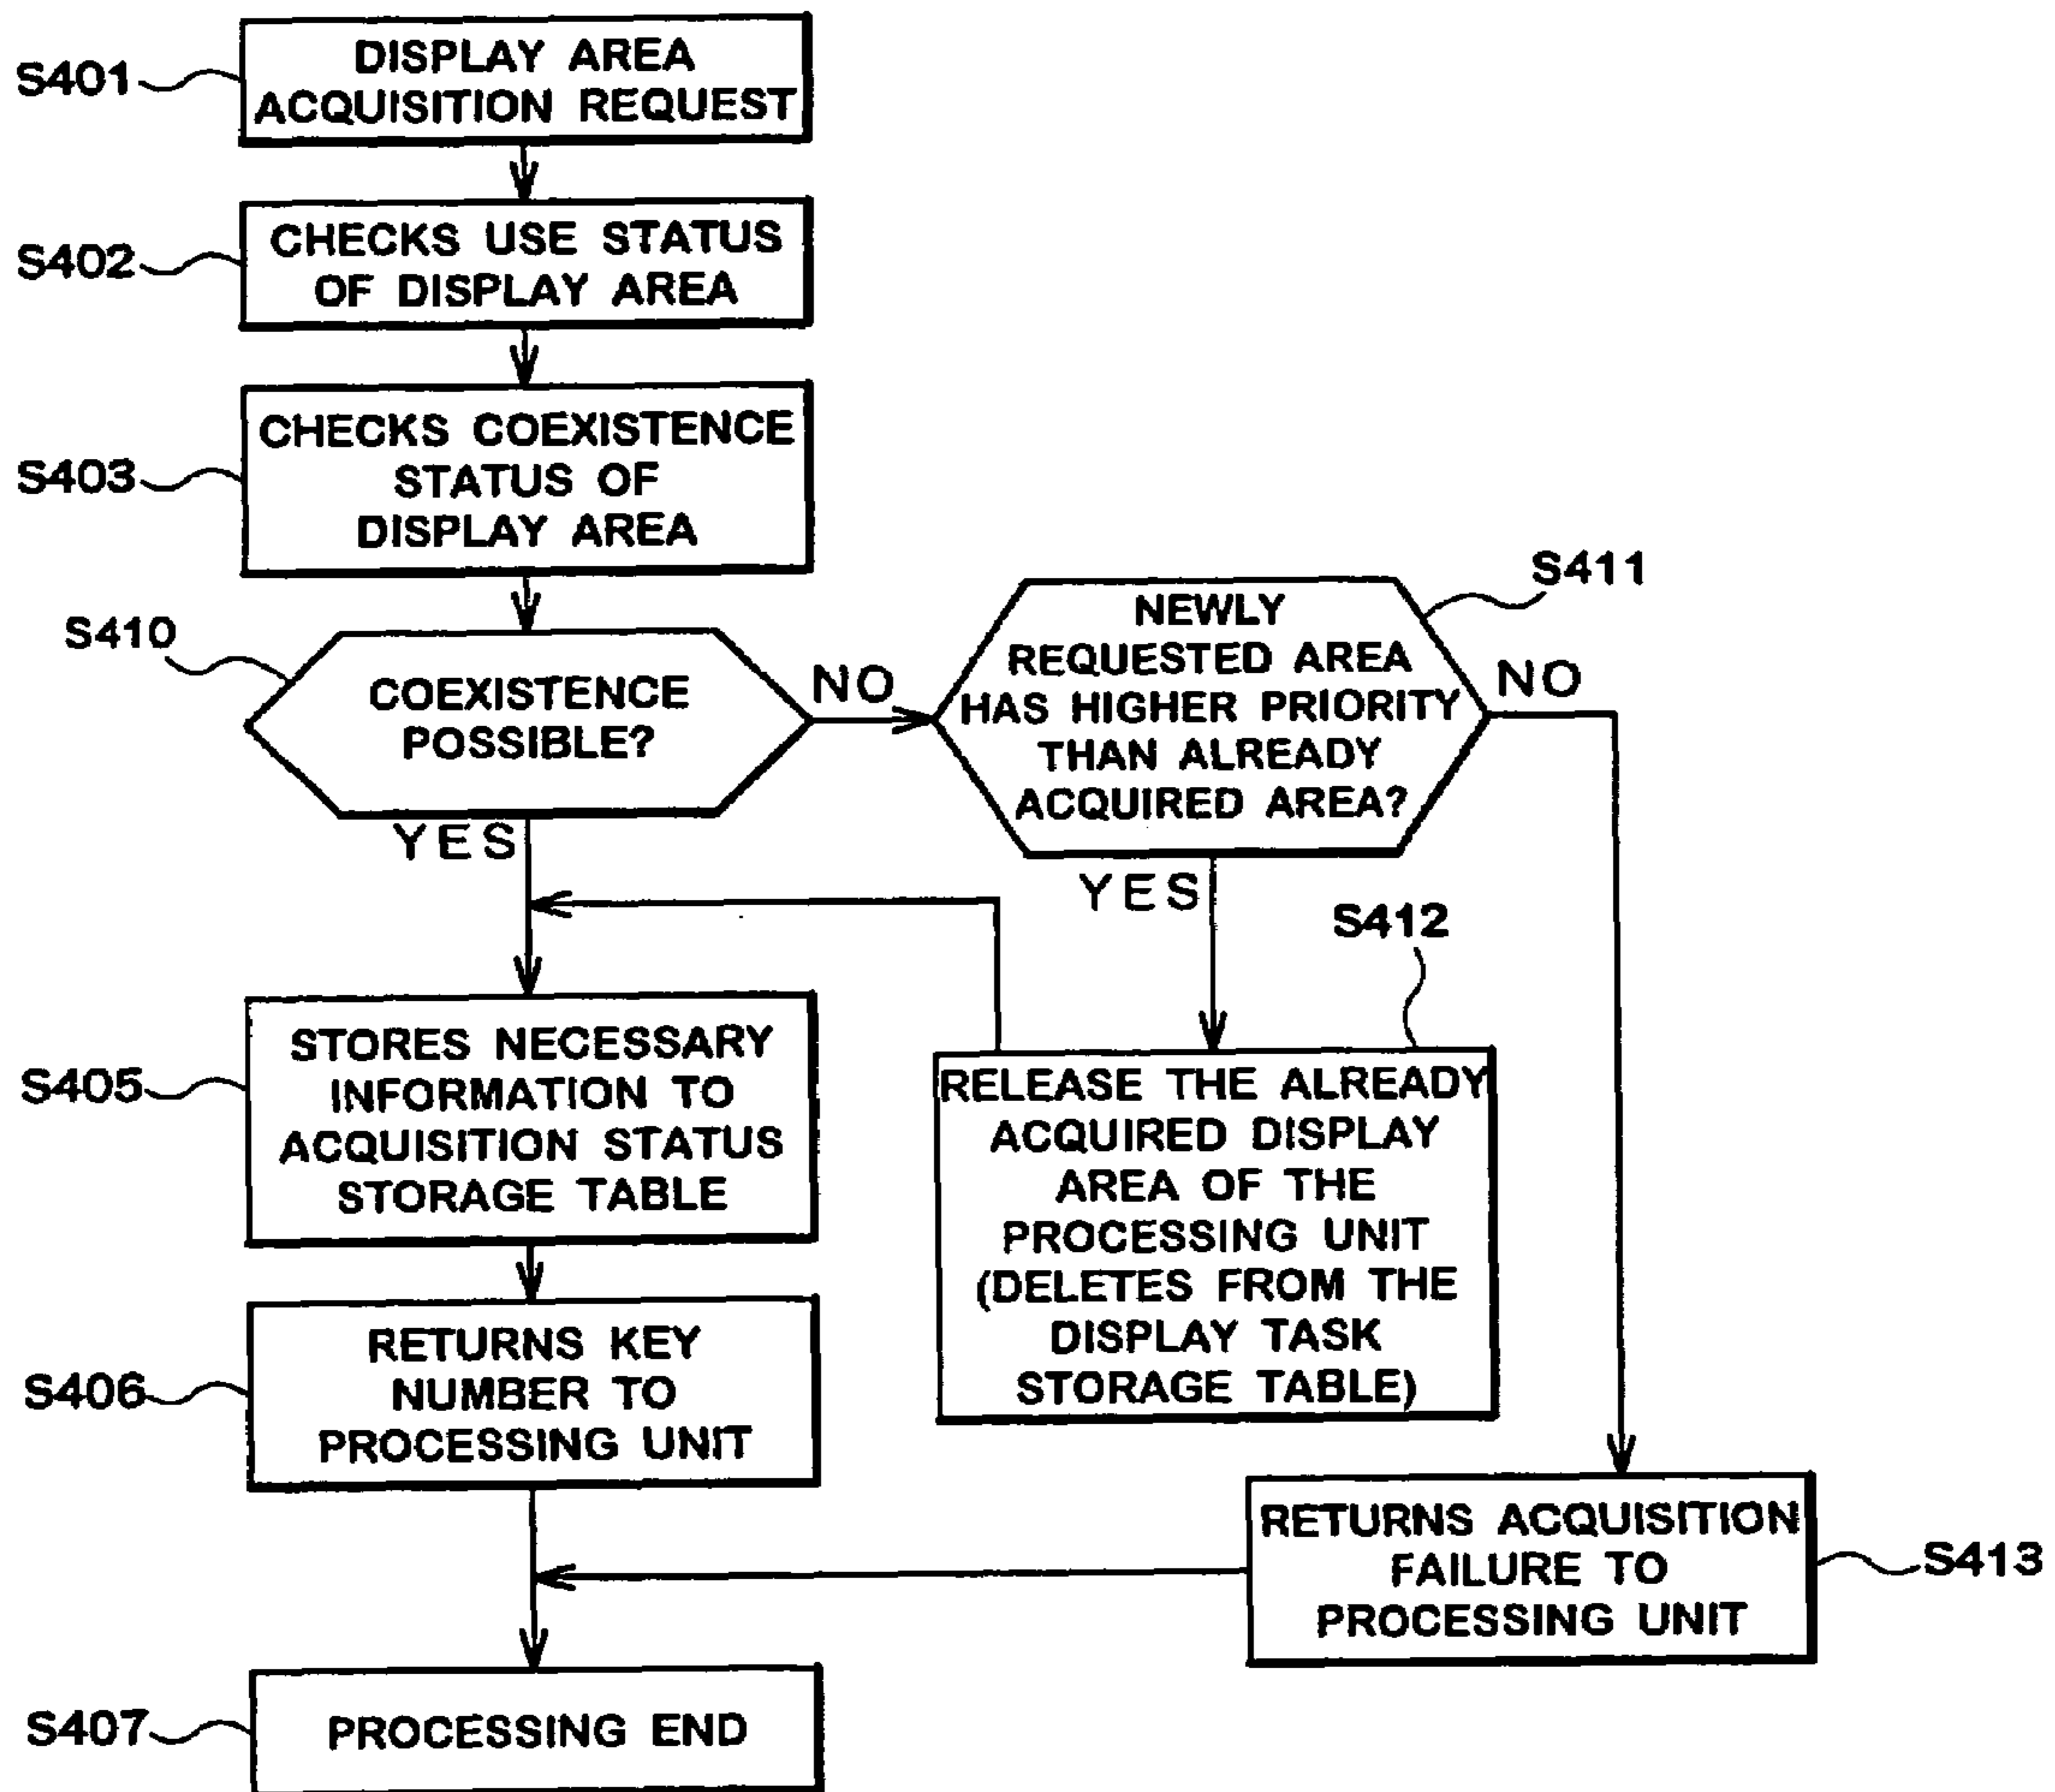 S401
DISPLAY AREA
ACQUISITION REQUEST
S402
CHECKS USE STATUS
OF DISPLAY AREA
S403
CHECKS COEXISTENCE
STATUS OF
DISPLAY AREA
S410
COEXISTENCE
POSSIBLE?
NO
YES
S411
NEWLY
REQUESTED AREA
HAS HIGHER PRIORITY
THAN ALREADY
ACQUIRED AREA?
NO
YES
S412
RELEASE THE ALREADY
ACQUIRED DISPLAY
AREA OF THE
PROCESSING UNIT
(DELETES FROM THE
DISPLAY TASK
STORAGE TABLE)
S405
STORES NECESSARY
INFORMATION TO
ACQUISITION STATUS
STORAGE TABLE
S406
RETURNS KEY
NUMBER TO
PROCESSING UNIT
RETURNS ACQUISITION
FAILURE TO
PROCESSING UNIT
S413
S407
PROCESSING END